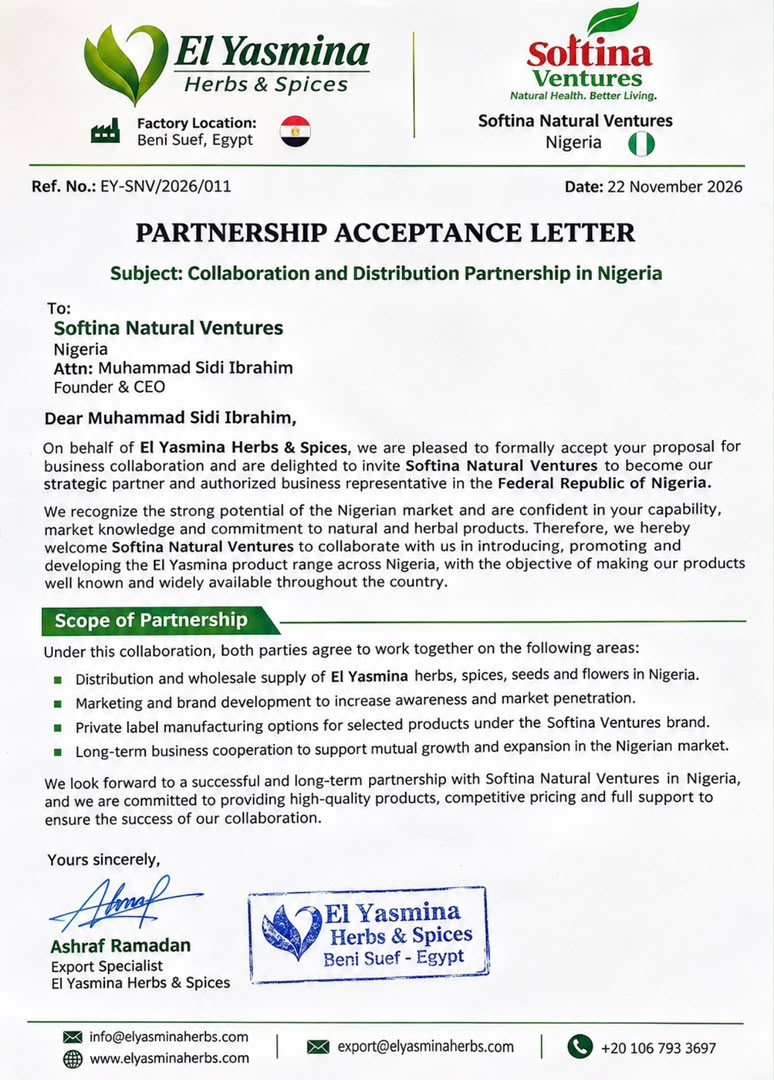 El Yasmina
Herbs & Spices
Factory Location:
Beni Suef, Egypt
Softina
Ventures
Natural Health. Better Living.
Softina Natural Ventures
Nigeria
Ref. No.: EY-SNV/2026/011
Date: 22 November 2026
PARTNERSHIP ACCEPTANCE LETTER
Subject: Collaboration and Distribution Partnership in Nigeria
To:
Softina Natural Ventures
Nigeria
Attn: Muhammad Sidi Ibrahim
Founder & CEO
Dear Muhammad Sidi Ibrahim,
On behalf of El Yasmina Herbs & Spices, we are pleased to formally accept your proposal for
business collaboration and are delighted to invite Softina Natural Ventures to become our
strategic partner and authorized business representative in the Federal Republic of Nigeria.
We recognize the strong potential of the Nigerian market and are confident in your capability,
market knowledge and commitment to natural and herbal products. Therefore, we hereby
welcome Softina Natural Ventures to collaborate with us in introducing, promoting and
developing the El Yasmina product range across Nigeria, with the objective of making our products
well known and widely available throughout the country.
Scope of Partnership
Under this collaboration, both parties agree to work together on the following areas:
Distribution and wholesale supply of El Yasmina herbs, spices, seeds and flowers in Nigeria.
Marketing and brand development to increase awareness and market penetration.
Private label manufacturing options for selected products under the Softina Ventures brand.
Long-term business cooperation to support mutual growth and expansion in the Nigerian market.
We look forward to a successful and long-term partnership with Softina Natural Ventures in Nigeria,
and we are committed to providing high-quality products, competitive pricing and full support to
ensure the success of our collaboration.
Yours sincerely,
Ashraf Ramadan
Export Specialist
El Yasmina Herbs & Spices
El Yasmina
Herbs & Spices
Beni Suef - Egypt
info@elyasminaherbs.com
www.elyasminaherbs.com
export@elyasminaherbs.com
+20 106 793 3697